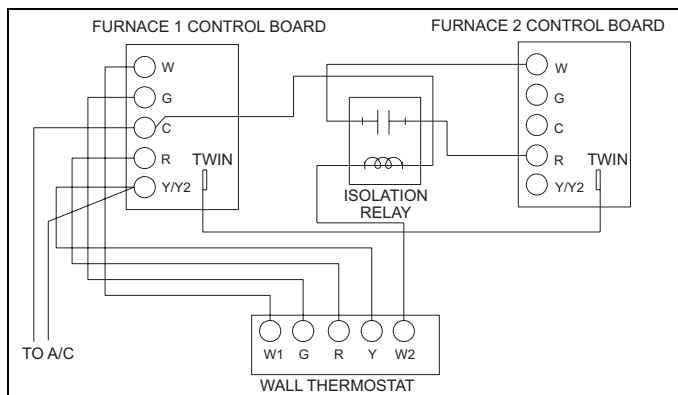 FURNACE 1 CONTROL BOARD
FURNACE 2 CONTROL BOARD
W
G
C
R
Y/Y2
TWIN
ISOLATION
RELAY
W
G
C
R
Y/Y2
TWIN
TO A/C
W1 G R Y W2
WALL THERMOSTAT